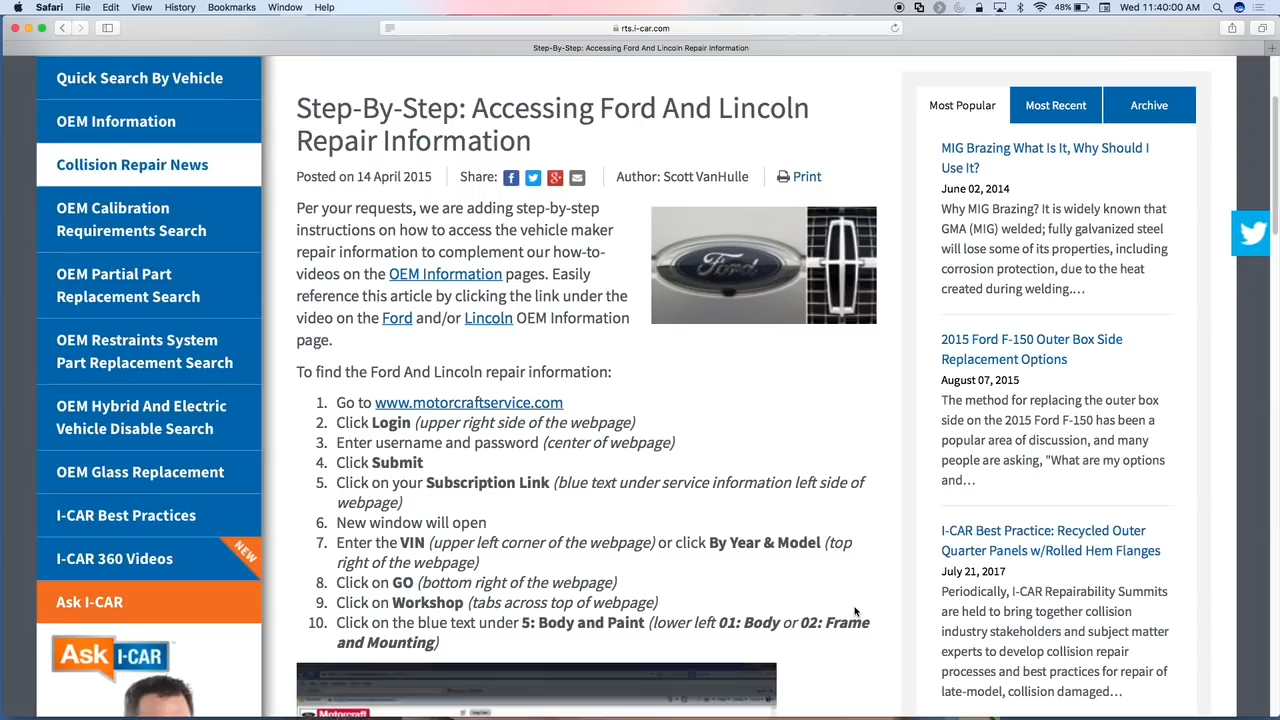 Safari File Edit View History Bookmarks Window Help
48% Wed 11:40:00 AM
rts.i-car.com
Step-By-Step: Accessing Ford And Lincoln Repair Information
Quick Search By Vehicle
OEM Information
Collision Repair News
OEM Calibration
Requirements Search
OEM Partial Part
Replacement Search
OEM Restraints System
Part Replacement Search
OEM Hybrid And Electric
Vehicle Disable Search
OEM Glass Replacement
I-CAR Best Practices
I-CAR 360 Videos
NEW
Ask I-CAR
Ask I-CAR
Step-By-Step: Accessing Ford And Lincoln
Repair Information
Posted on 14 April 2015 Share: Author: Scott VanHulle Print
Per your requests, we are adding step-by-step
instructions on how to access the vehicle maker
repair information to complement our how-to-
videos on the OEM Information pages. Easily
reference this article by clicking the link under the
video on the Ford and/or Lincoln OEM Information
page.
Ford
To find the Ford And Lincoln repair information:
1. Go to www.motorcraftservice.com
2. Click Login (upper right side of the webpage)
3. Enter username and password (center of webpage)
4. Click Submit
5. Click on your Subscription Link (blue text under service information left side of
webpage)
6. New window will open
7. Enter the VIN (upper left corner of the webpage) or click By Year & Model (top
right of the webpage)
8. Click on GO (bottom right of the webpage)
9. Click on Workshop (tabs across top of webpage)
10. Click on the blue text under 5: Body and Paint (lower left 01: Body or 02: Frame
and Mounting)
Motorcraft
Most Popular Most Recent Archive
MIG Brazing What Is It, Why Should I
Use It?
June 02, 2014
Why MIG Brazing? It is widely known that
GMA (MIG) welded; fully galvanized steel
will lose some of its properties, including
corrosion protection, due to the heat
created during welding.…
2015 Ford F-150 Outer Box Side
Replacement Options
August 07, 2015
The method for replacing the outer box
side on the 2015 Ford F-150 has been a
popular area of discussion, and many
people are asking, "What are my options
and…
I-CAR Best Practice: Recycled Outer
Quarter Panels w/Rolled Hem Flanges
July 21, 2017
Periodically, I-CAR Repairability Summits
are held to bring together collision
industry stakeholders and subject matter
experts to develop collision repair
processes and best practices for repair of
late-model, collision damaged…